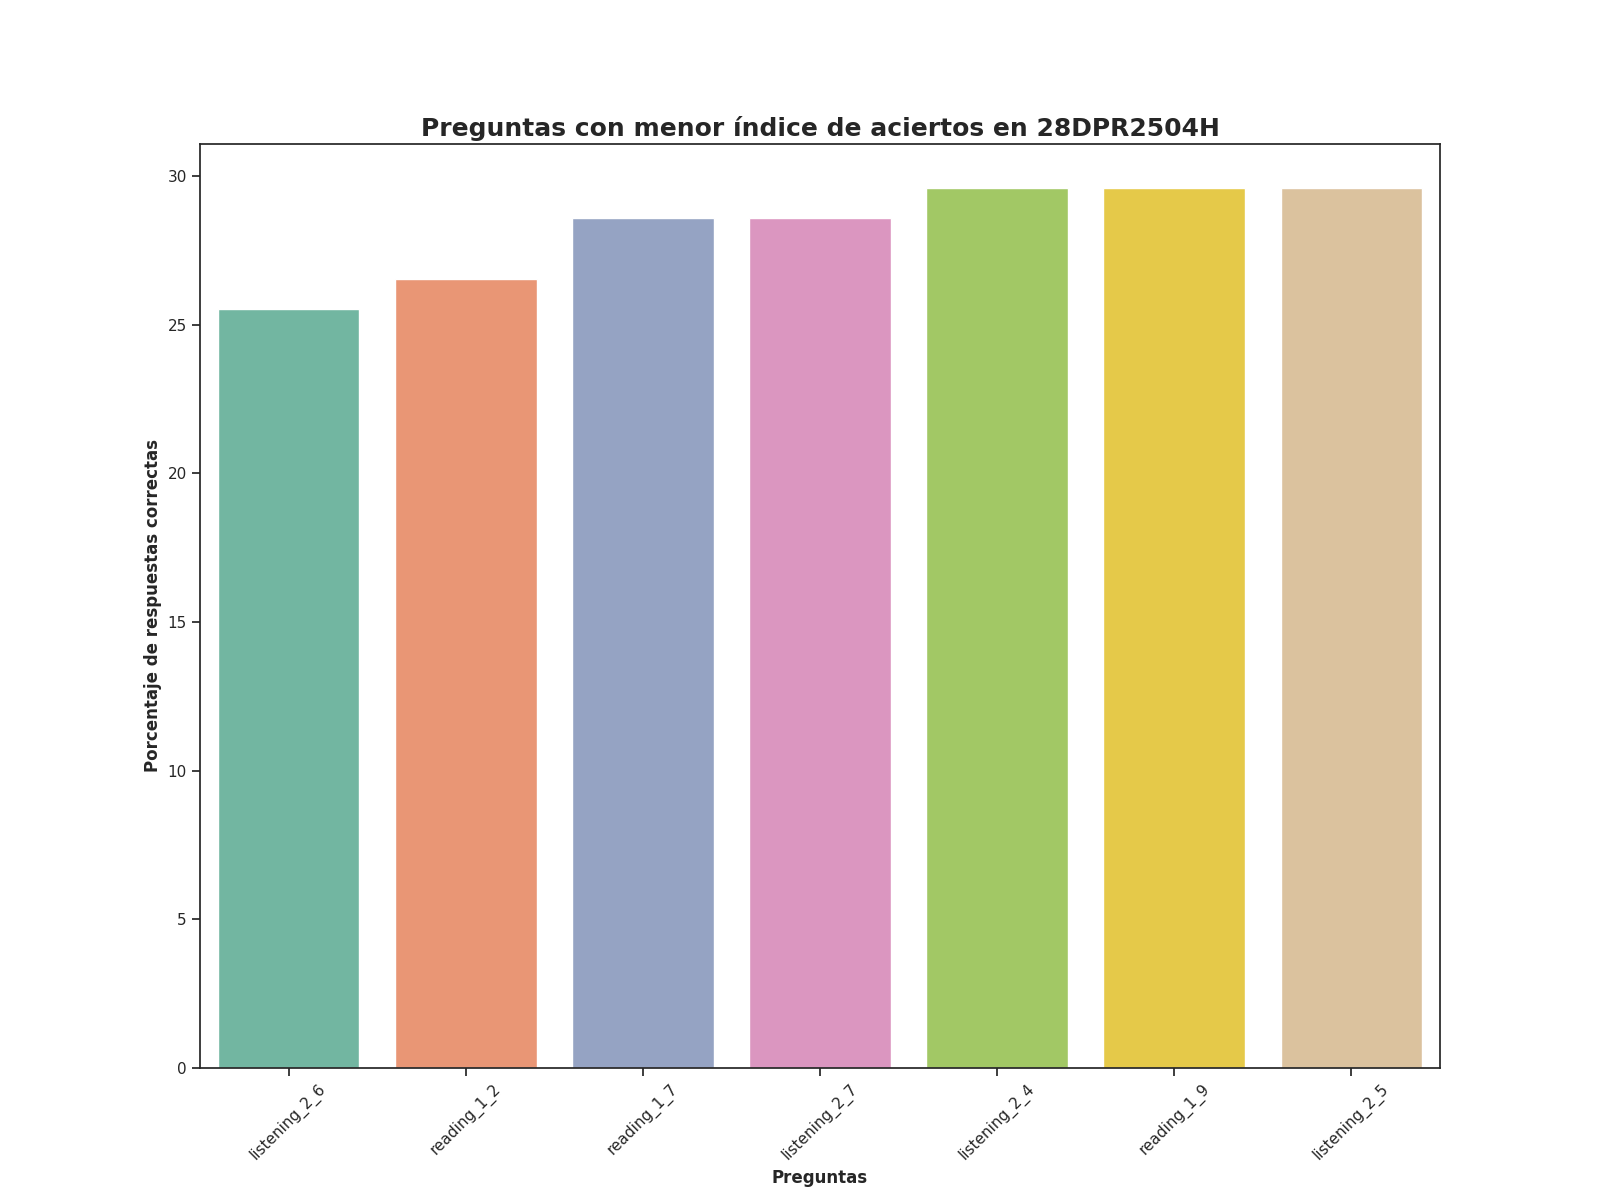 Preguntas con menor índice de aciertos en 28DPR2504H
Porcentaje de respuestas correctas
30
25
20
15
10
5
0
listening_2_6
reading_1_2
reading_1_7
listening_2_7
listening_2_4
reading_1_9
listening_2_5
Preguntas